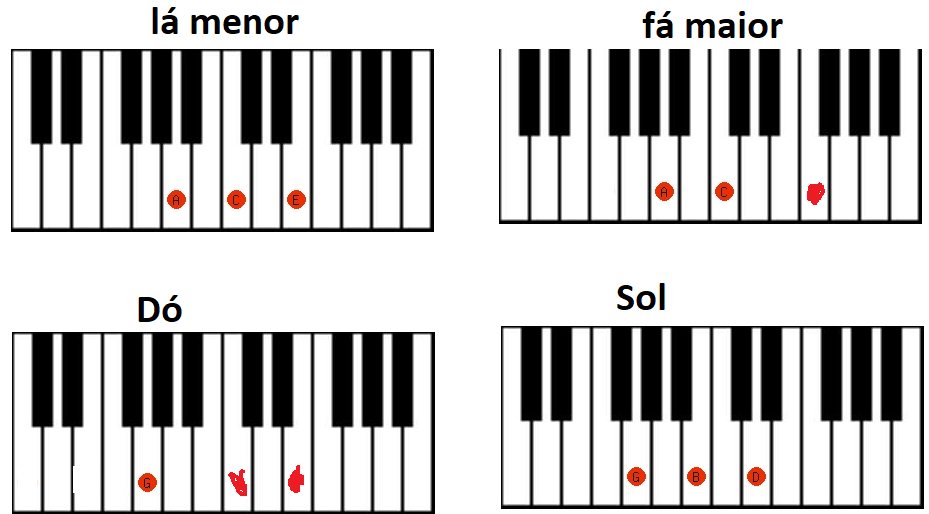 lá menor
A C E
fá maior
A C
Dó
G
Sol
G B D